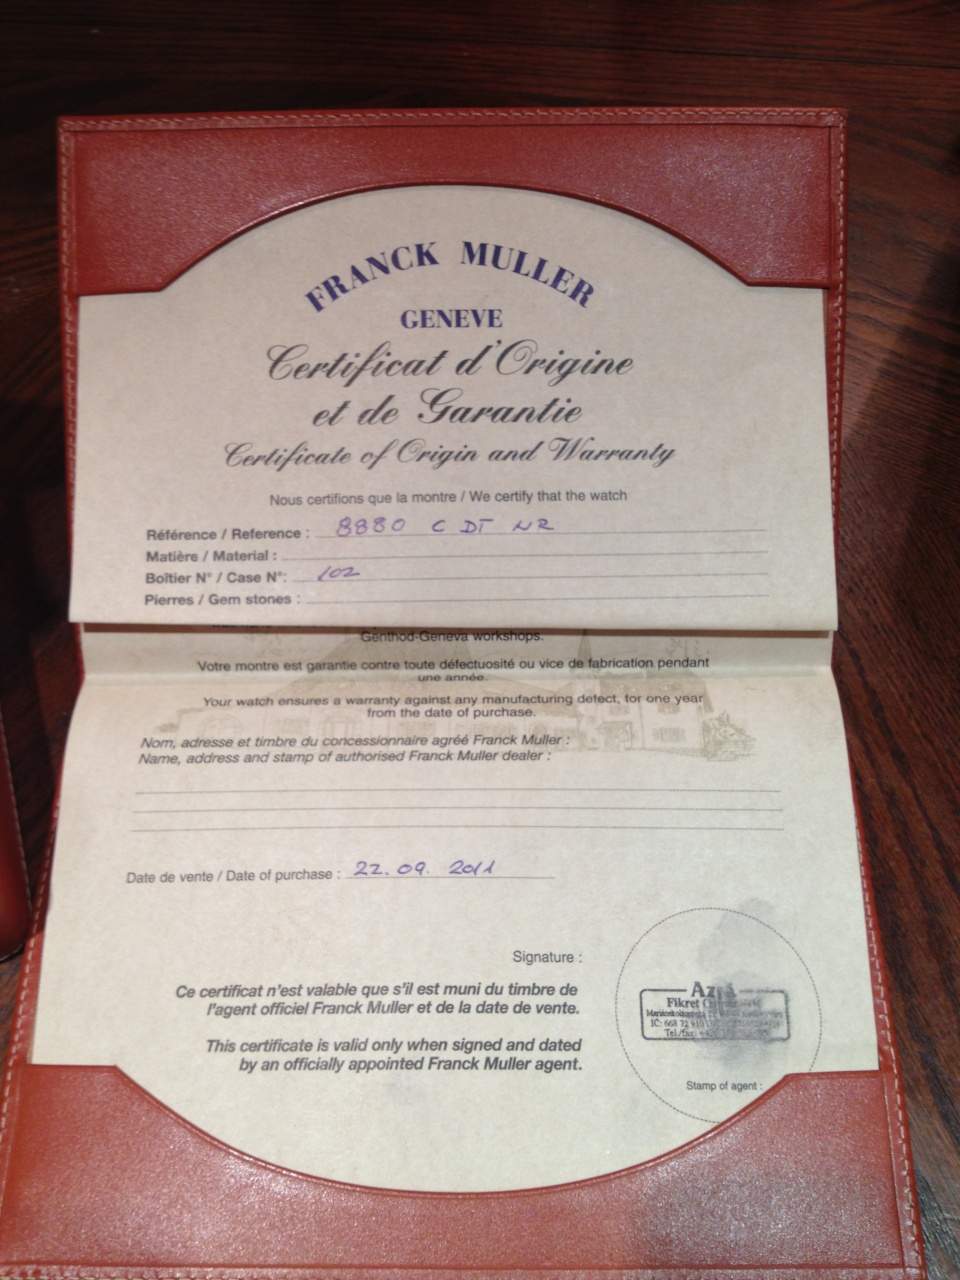 FRANCK MULLER
GENEVE
Certificat d'Origine
et de Garantie
Certificate of Origin and Warranty
Nous certifions que la montre / We certify that the watch
Référence / Reference : 8880 C DT NR
Matière / Material :
Boîtier N° / Case N°: 102
Pierres / Gem stones :
Genthod-Geneva workshops.
Votre montre est garantie contre toute défectuosité ou vice de fabrication pendant
une année.
Your watch ensures a warranty against any manufacturing defect, for one year
from the date of purchase.
Nom, adresse et timbre du concessionnaire agréé Franck Muller :
Name, address and stamp of authorised Franck Muller dealer :
Date de vente / Date of purchase : 22. 09. 2011
Signature :
Ce certificat n'est valable que s'il est muni du timbre de
l'agent officiel Franck Muller et de la date de vente.
This certificate is valid only when signed and dated
by an officially appointed Franck Muller agent.
Fikret
IČ: 668 72 910
Tel./fax:
Stamp of agent :